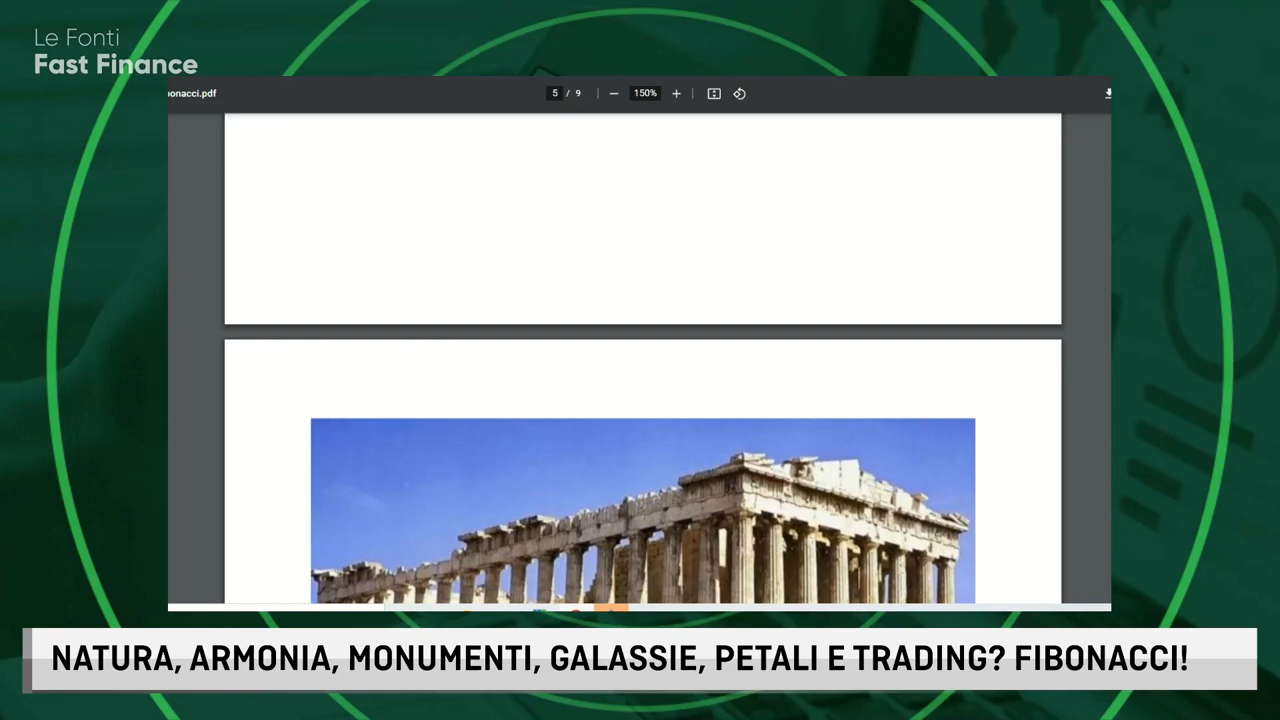 Le Fonti
Fast Finance
onacci.pdf
5 / 9
150%
NATURA, ARMONIA, MONUMENTI, GALASSIE, PETALI E TRADING? FIBONACCI!